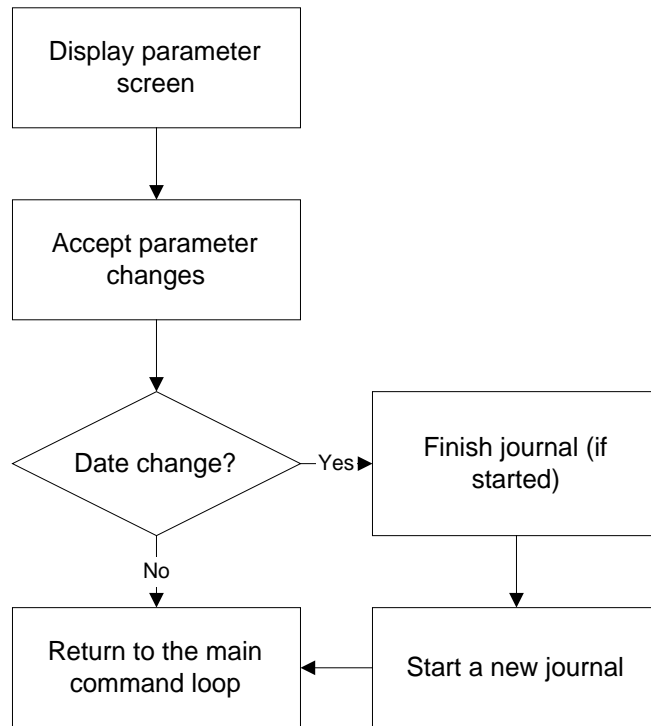 Display parameter
screen
Accept parameter
changes
Date change?
Yes
Finish journal (if
started)
No
Return to the main
command loop
Start a new journal